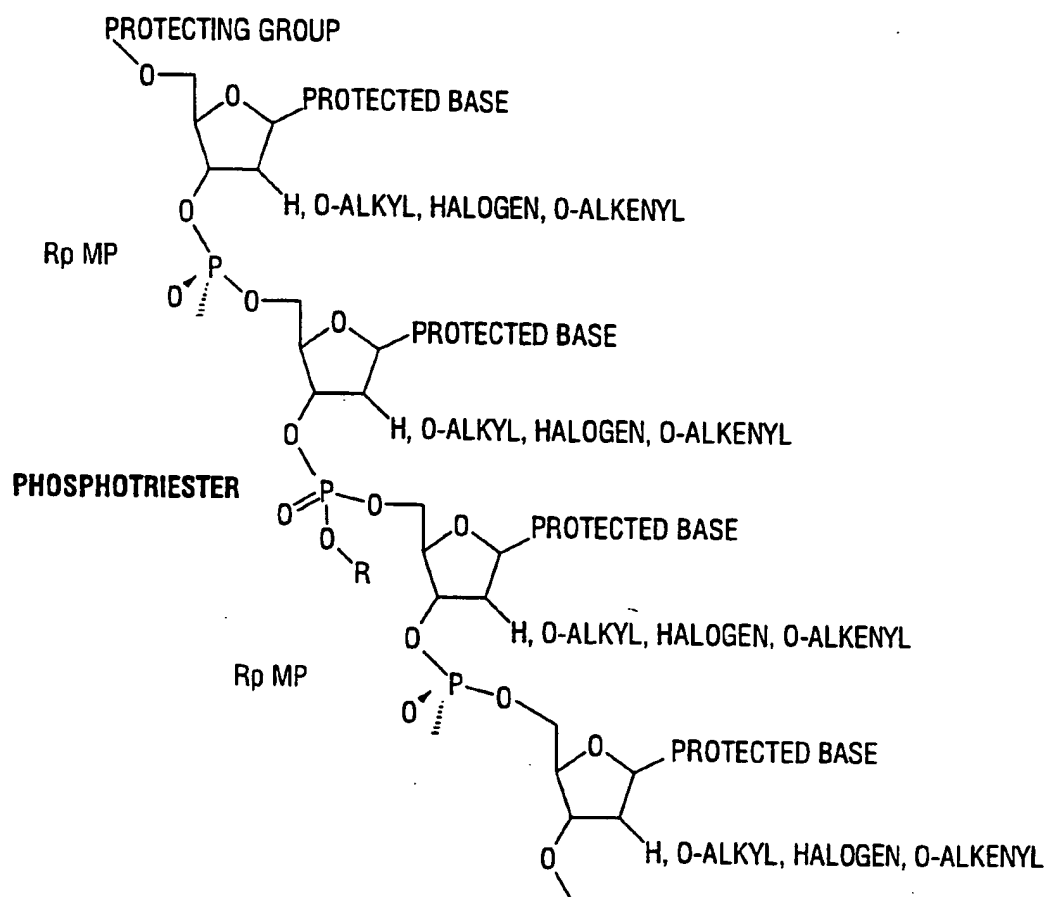 PROTECTING GROUP
O
O
PROTECTED BASE
O
H, O-ALKYL, HALOGEN, O-ALKENYL
Rp MP
P
O
O
O
PROTECTED BASE
O
H, O-ALKYL, HALOGEN, O-ALKENYL
PHOSPHOTRIESTER
P
O
O
O
PROTECTED BASE
O
R
O
H, O-ALKYL, HALOGEN, O-ALKENYL
Rp MP
P
O
O
O
PROTECTED BASE
O
H, O-ALKYL, HALOGEN, O-ALKENYL